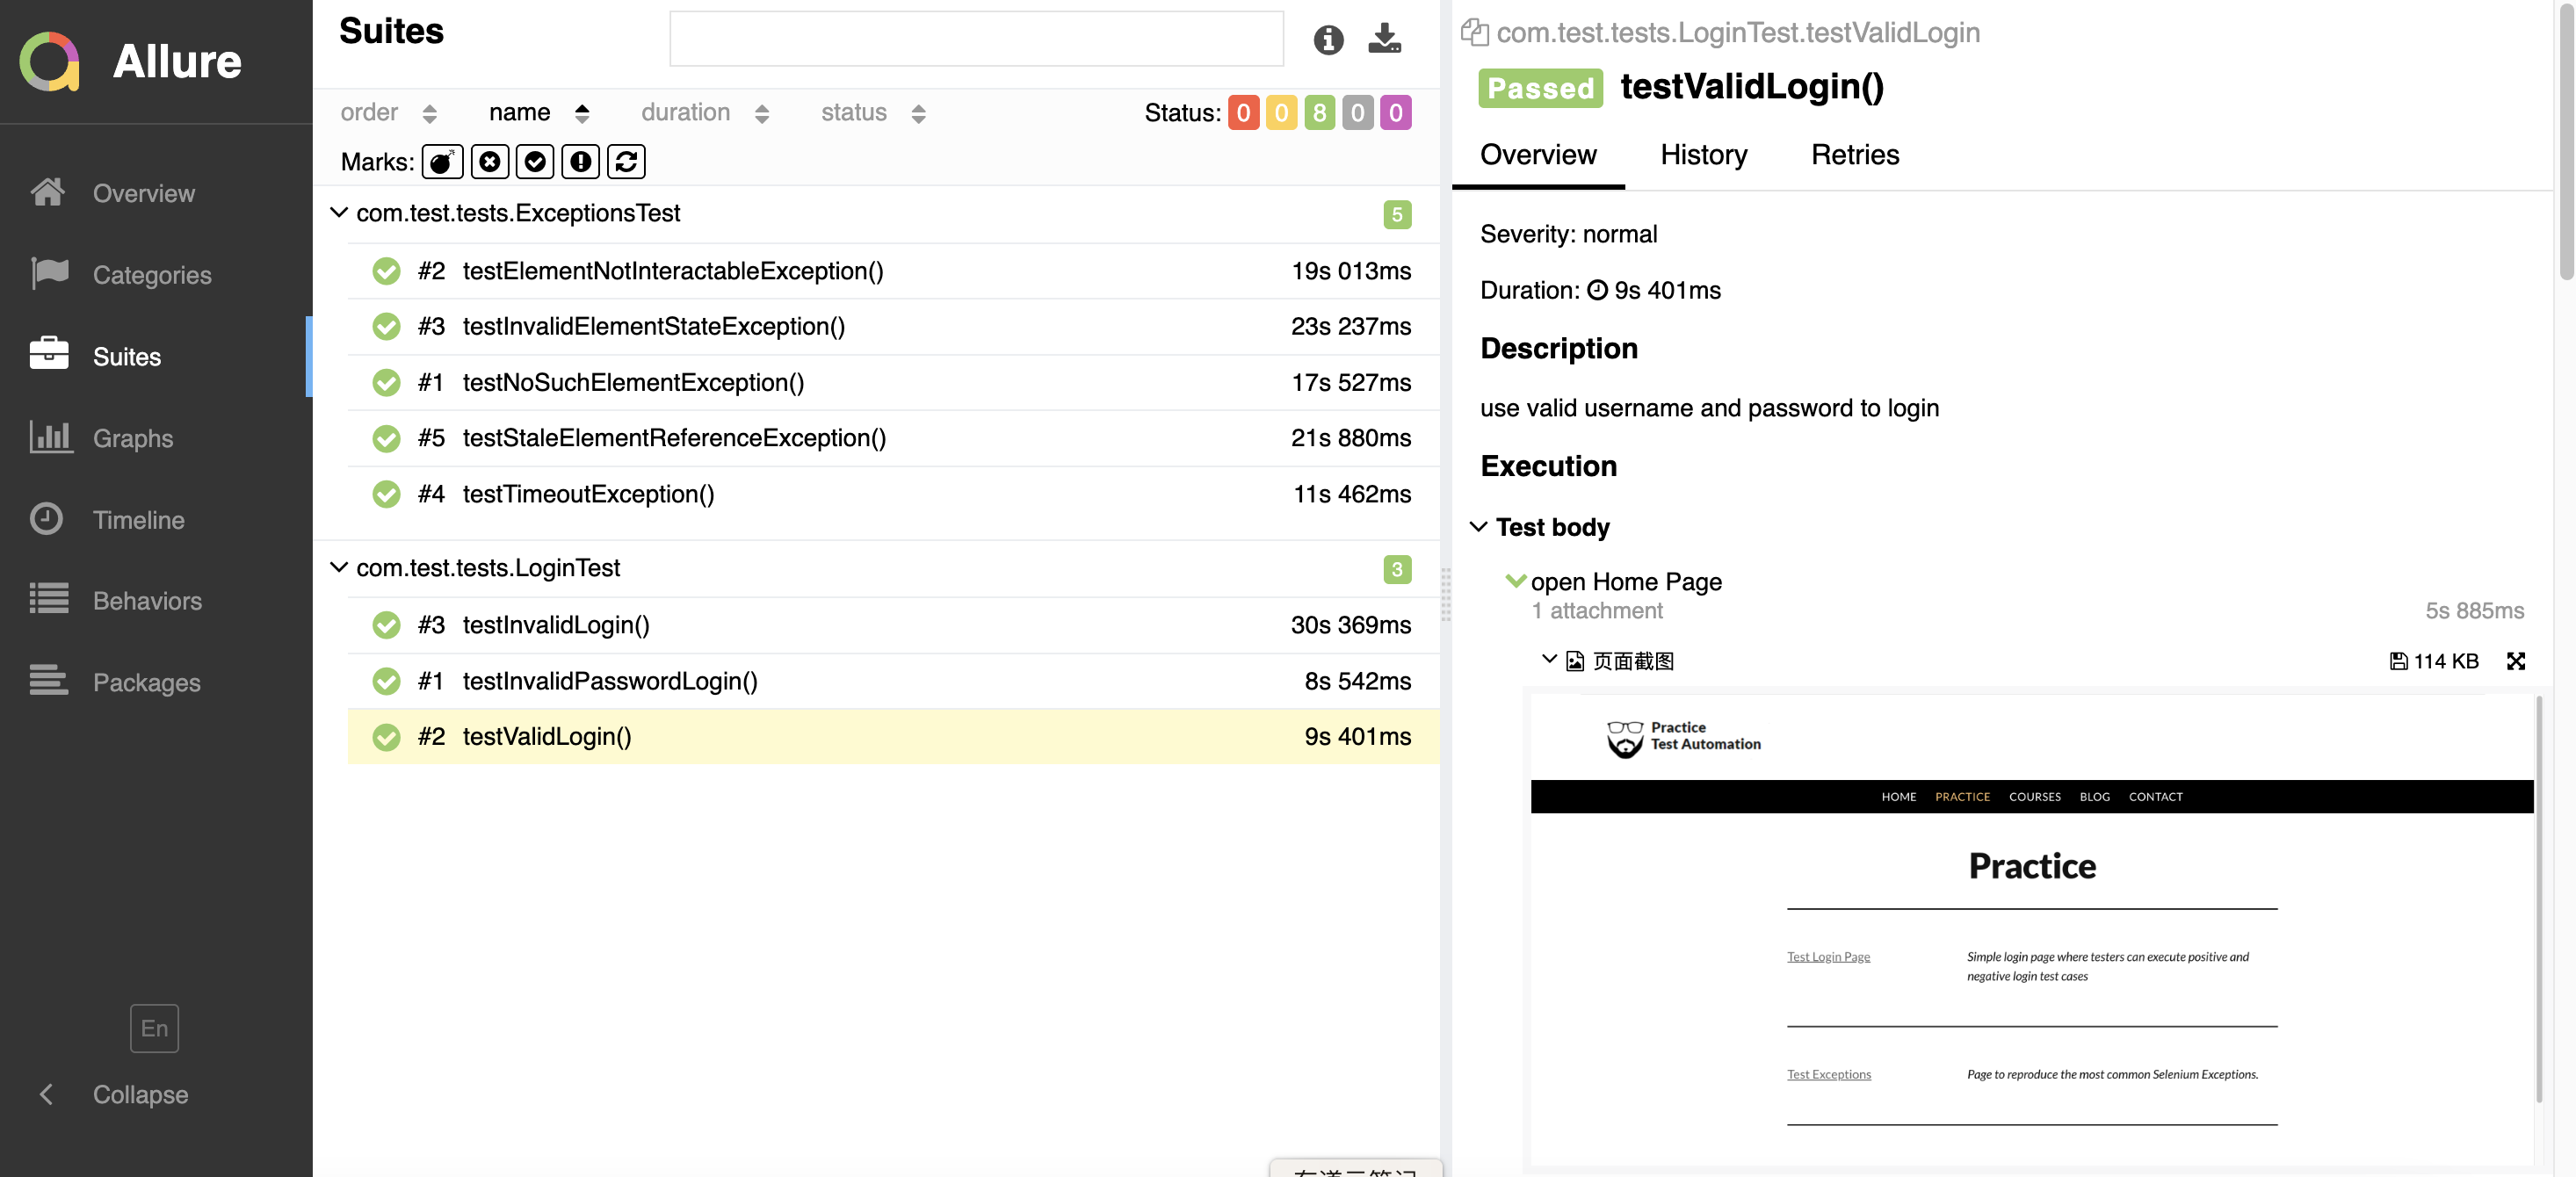 Allure
Overview
Categories
Suites
Graphs
Timeline
Behaviors
Packages
En
Collapse
Suites
order name duration status Status: 0 0 8 0 0
Marks:
com.test.tests.ExceptionsTest 5
#2 testElementNotInteractableException() 19s 013ms
#3 testInvalidElementStateException() 23s 237ms
#1 testNoSuchElementException() 17s 527ms
#5 testStaleElementReferenceException() 21s 880ms
#4 testTimeoutException() 11s 462ms
com.test.tests.LoginTest 3
#3 testInvalidLogin() 30s 369ms
#1 testInvalidPasswordLogin() 8s 542ms
#2 testValidLogin() 9s 401ms
com.test.tests.LoginTest.testValidLogin
Passed testValidLogin()
Overview History Retries
Severity: normal
Duration: 9s 401ms
Description
use valid username and password to login
Execution
Test body
open Home Page
1 attachment 5s 885ms
页面截图 114 KB
Practice
Test Automation
HOME PRACTICE COURSES BLOG CONTACT
Practice
Test Login Page Simple login page where testers can execute positive and
negative login test cases
Test Exceptions Page to reproduce the most common Selenium Exceptions.